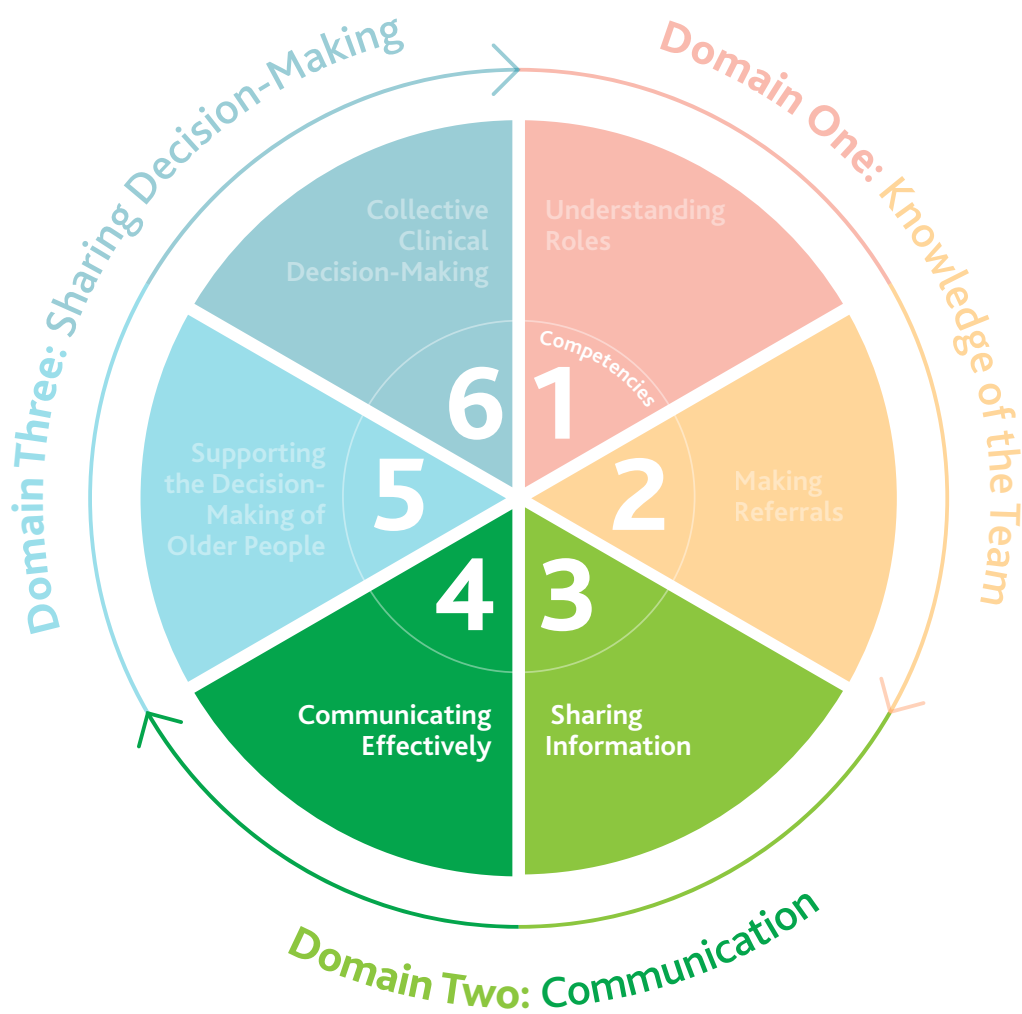 Domain One: Knowledge of the Team
Understanding
Roles
Competencies
1
2
Making
Referrals
3
Sharing
Information
Domain Two: Communication
4
Communicating
Effectively
Domain Three: Sharing Decision-Making
5
Supporting
the Decision-
Making of
Older People
6
Collective
Clinical
Decision-Making